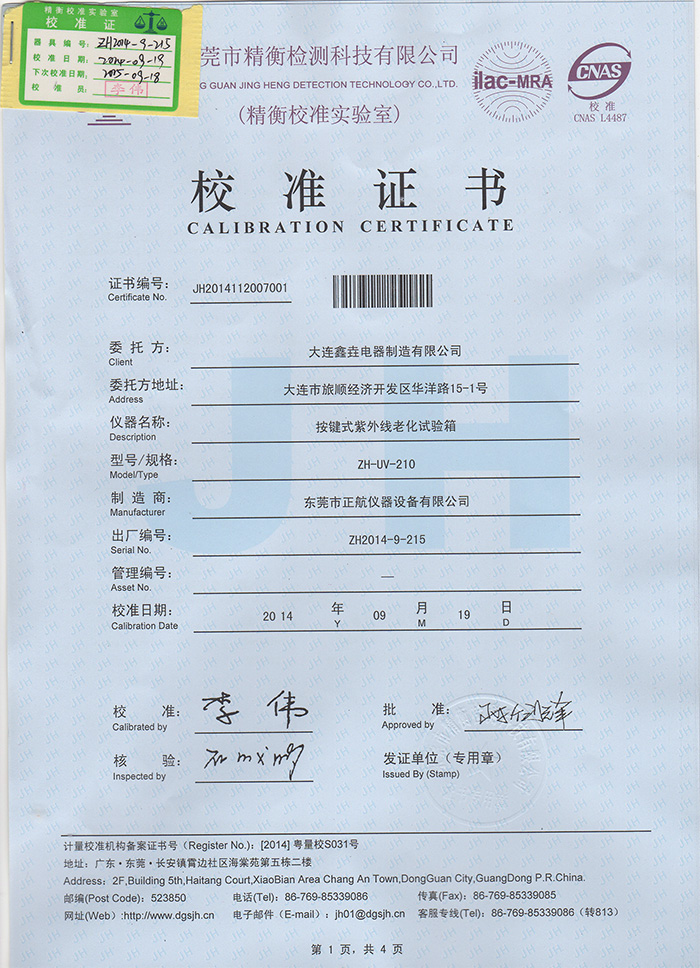 精衡校准实验室
校准证
器具编号: ZH2014-9-215
校准日期: 2014-09-19
下次校准日期: 2015-09-18
校准员: 李伟
莞市精衡检测科技有限公司
G GUAN JING HENG DETECTION TECHNOLOGY CO.,LTD.
(精衡校准实验室)
ilac-MRA
CNAS
校准
CNAS L4487
校准证书
CALIBRATION CERTIFICATE
证书编号: JH2014112007001
Certificate No.
委托方: 大连鑫垚电器制造有限公司
Client
委托方地址: 大连市旅顺经济开发区华洋路15-1号
Address
仪器名称: 按键式紫外线老化试验箱
Description
型号/规格: ZH-UV-210
Model/Type
制造商: 东莞市正航仪器设备有限公司
Manufacturer
出厂编号: ZH2014-9-215
Serial No.
管理编号: —
Asset No.
校准日期: 2014 年 09 月 19 日
Calibration Date Y M D
校准: 李伟
Calibrated by
批准:
Approved by
核验:
Inspected by
发证单位（专用章）
Issued By (Stamp)
计量校准机构备案证书号（Register No.）: [2014] 粤量校S031号
地址: 广东·东莞·长安镇霄边社区海棠苑第五栋二楼
Address: 2F,Building 5th,Haitang Court,XiaoBian Area Chang An Town,DongGuan City,GuangDong P.R.China.
邮编(Post Code): 523850 电话(Tel): 86-769-85339086 传真(Fax): 86-769-85339085
网址(Web) :http://www.dgsjh.cn 电子邮件（E-mail）: jh01@dgsjh.cn 客服专线(Tel): 86-769-85339086（转813）
第 1 页, 共 4 页